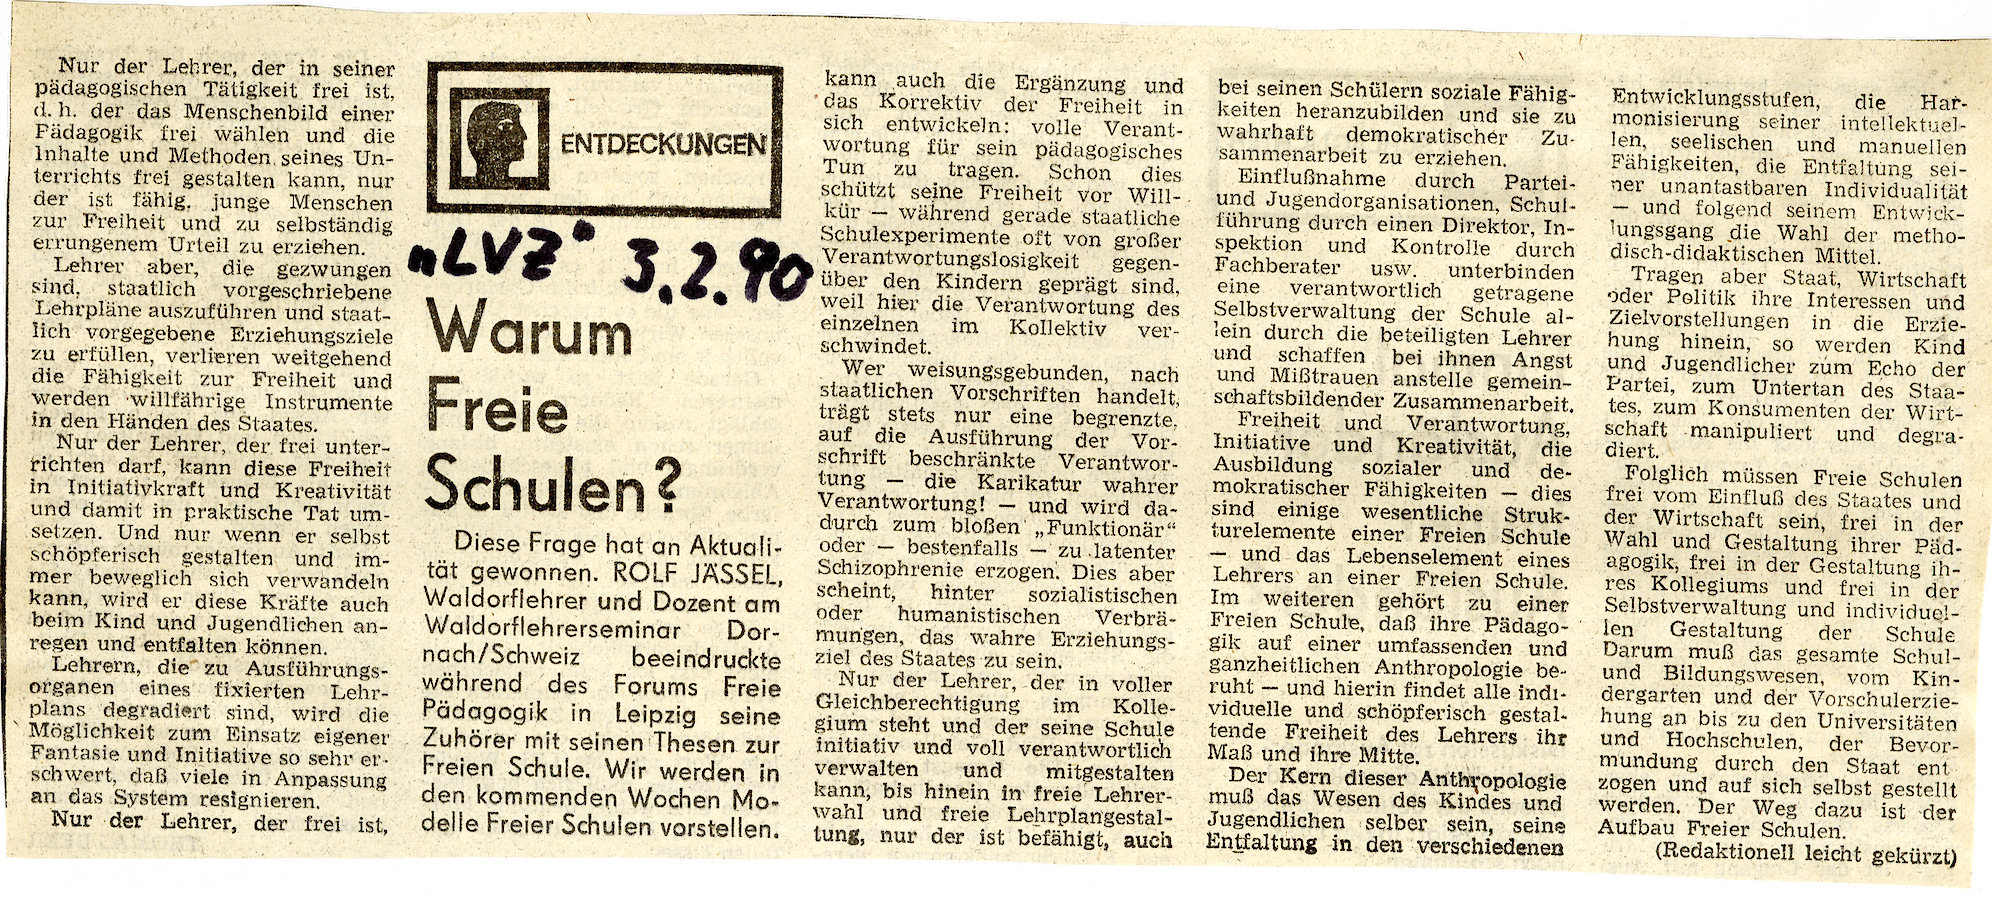 Nur der Lehrer, der in seiner
pädagogischen Tätigkeit frei ist,
d. h. der das Menschenbild einer
Pädagogik frei wählen und die
Inhalte und Methoden seines Un-
terrichts frei gestalten kann, nur
der ist fähig, junge Menschen
zur Freiheit und zu selbständig
errungenem Urteil zu erziehen.
Lehrer aber, die gezwungen
sind, staatlich vorgeschriebene
Lehrpläne auszuführen und staat-
lich vorgegebene Erziehungsziele
zu erfüllen, verlieren weitgehend
die Fähigkeit zur Freiheit und
werden willfährige Instrumente
in den Händen des Staates.
Nur der Lehrer, der frei unter-
richten darf, kann diese Freiheit
in Initiativkraft und Kreativität
und damit in praktische Tat um-
setzen. Und nur wenn er selbst
schöpferisch gestalten und im-
mer beweglich sich verwandeln
kann, wird er diese Kräfte auch
beim Kind und Jugendlichen an-
regen und entfalten können.
Lehrern, die zu Ausführungs-
organen eines fixierten Lehr-
plans degradiert sind, wird die
Möglichkeit zum Einsatz eigener
Fantasie und Initiative so sehr er-
schwert, daß viele in Anpassung
an das System resignieren.
Nur der Lehrer, der frei ist,
ENTDECKUNGEN
„LVZ" 3.2.90
Warum
Freie
Schulen?
Diese Frage hat an Aktuali-
tät gewonnen. ROLF JÄSSEL,
Waldorflehrer und Dozent am
Waldorflehrerseminar Dor-
nach/Schweiz beeindruckte
während des Forums Freie
Pädagogik in Leipzig seine
Zuhörer mit seinen Thesen zur
Freien Schule. Wir werden in
den kommenden Wochen Mo-
delle Freier Schulen vorstellen.
kann auch die Ergänzung und
das Korrektiv der Freiheit in
sich entwickeln: volle Verant-
wortung für sein pädagogisches
Tun zu tragen. Schon dies
schützt seine Freiheit vor Will-
kür — während gerade staatliche
Schulexperimente oft von großer
Verantwortungslosigkeit gegen-
über den Kindern geprägt sind,
weil hier die Verantwortung des
einzelnen im Kollektiv ver-
schwindet.
Wer weisungsgebunden, nach
staatlichen Vorschriften handelt,
trägt stets nur eine begrenzte,
auf die Ausführung der Vor-
schrift beschränkte Verantwor-
tung — die Karikatur wahrer
Verantwortung! — und wird da-
durch zum bloßen „Funktionär“
oder — bestenfalls — zu latenter
Schizophrenie erzogen. Dies aber
scheint, hinter sozialistischen
oder humanistischen Verbrä-
mungen, das wahre Erziehungs-
ziel des Staates zu sein.
Nur der Lehrer, der in voller
Gleichberechtigung im Kolle-
gium steht und der seine Schule
initiativ und voll verantwortlich
verwalten und mitgestalten
kann, bis hinein in freie Lehrer-
wahl und freie Lehrplangestal-
tung, nur der ist befähigt, auch
bei seinen Schülern soziale Fähig-
keiten heranzubilden und sie zu
wahrhaft demokratischer Zu-
sammenarbeit zu erziehen.
Einflußnahme durch Partei-
und Jugendorganisationen, Schul-
führung durch einen Direktor, In-
spektion und Kontrolle durch
Fachberater usw. unterbinden
eine verantwortlich getragene
Selbstverwaltung der Schule al-
lein durch die beteiligten Lehrer
und schaffen bei ihnen Angst
und Mißtrauen anstelle gemein-
schaftsbildender Zusammenarbeit.
Freiheit und Verantwortung,
Initiative und Kreativität, die
Ausbildung sozialer und de-
mokratischer Fähigkeiten — dies
sind einige wesentliche Struk-
turelemente einer Freien Schule
— und das Lebenselement eines
Lehrers an einer Freien Schule.
Im weiteren gehört zu einer
Freien Schule, daß ihre Pädago-
gik auf einer umfassenden und
ganzheitlichen Anthropologie be-
ruht — und hierin findet alle indi-
viduelle und schöpferisch gestal-
tende Freiheit des Lehrers ihr
Maß und ihre Mitte.
Der Kern dieser Anthropologie
muß das Wesen des Kindes und
Jugendlichen selber sein, seine
Entfaltung in den verschiedenen
Entwicklungsstufen, die Har-
monisierung seiner intellektuel-
len, seelischen und manuellen
Fähigkeiten, die Entfaltung sei-
ner unantastbaren Individualität
— und folgend seinem Entwick-
lungsgang die Wahl der metho-
disch-didaktischen Mittel.
Tragen aber Staat, Wirtschaft
oder Politik ihre Interessen und
Zielvorstellungen in die Erzie-
hung hinein, so werden Kind
und Jugendlicher zum Echo der
Partei, zum Untertan des Staa-
tes, zum Konsumenten der Wirt-
schaft manipuliert und degra-
diert.
Folglich müssen Freie Schulen
frei vom Einfluß des Staates und
der Wirtschaft sein, frei in der
Wahl und Gestaltung ihrer Päd-
agogik, frei in der Gestaltung ih-
res Kollegiums und frei in der
Selbstverwaltung und individuel-
len Gestaltung der Schule
Darum muß das gesamte Schul-
und Bildungswesen, vom Kin-
dergarten und der Vorschulerzie-
hung an bis zu den Universitäten
und Hochschulen, der Bevor-
mundung durch den Staat ent
zogen und auf sich selbst gestellt
werden. Der Weg dazu ist der
Aufbau Freier Schulen.
(Redaktionell leicht gekürzt)